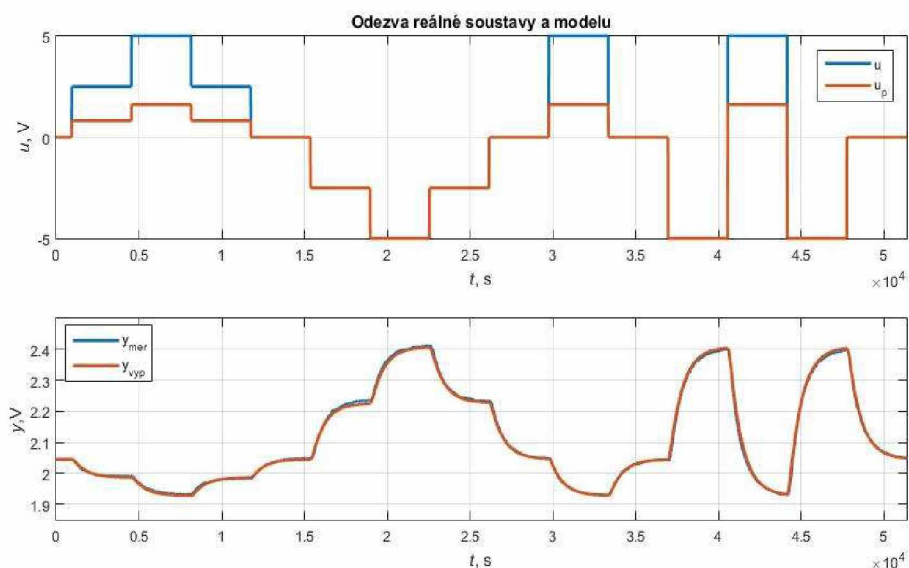 Odezva reálné soustavy a modelu
5
0
-5
u, V
u
u_p
0 0.5 1 1.5 2 2.5 3 3.5 4 4.5 5
t, s
×10^4
2.4
2.3
2.2
2.1
2
1.9
y,V
y_mer
y_vyp
0 0.5 1 1.5 2 2.5 3 3.5 4 4.5 5
t, s
×10^4